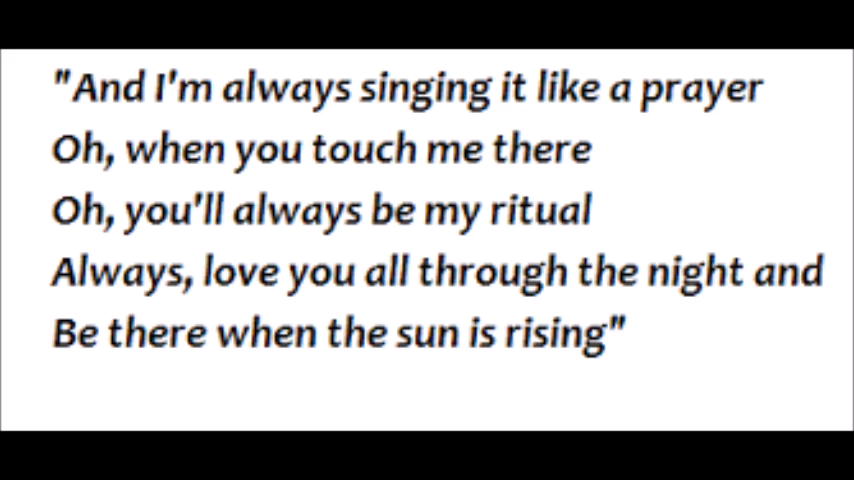 "And I'm always singing it like a prayer
Oh, when you touch me there
Oh, you'll always be my ritual
Always, love you all through the night and
Be there when the sun is rising"